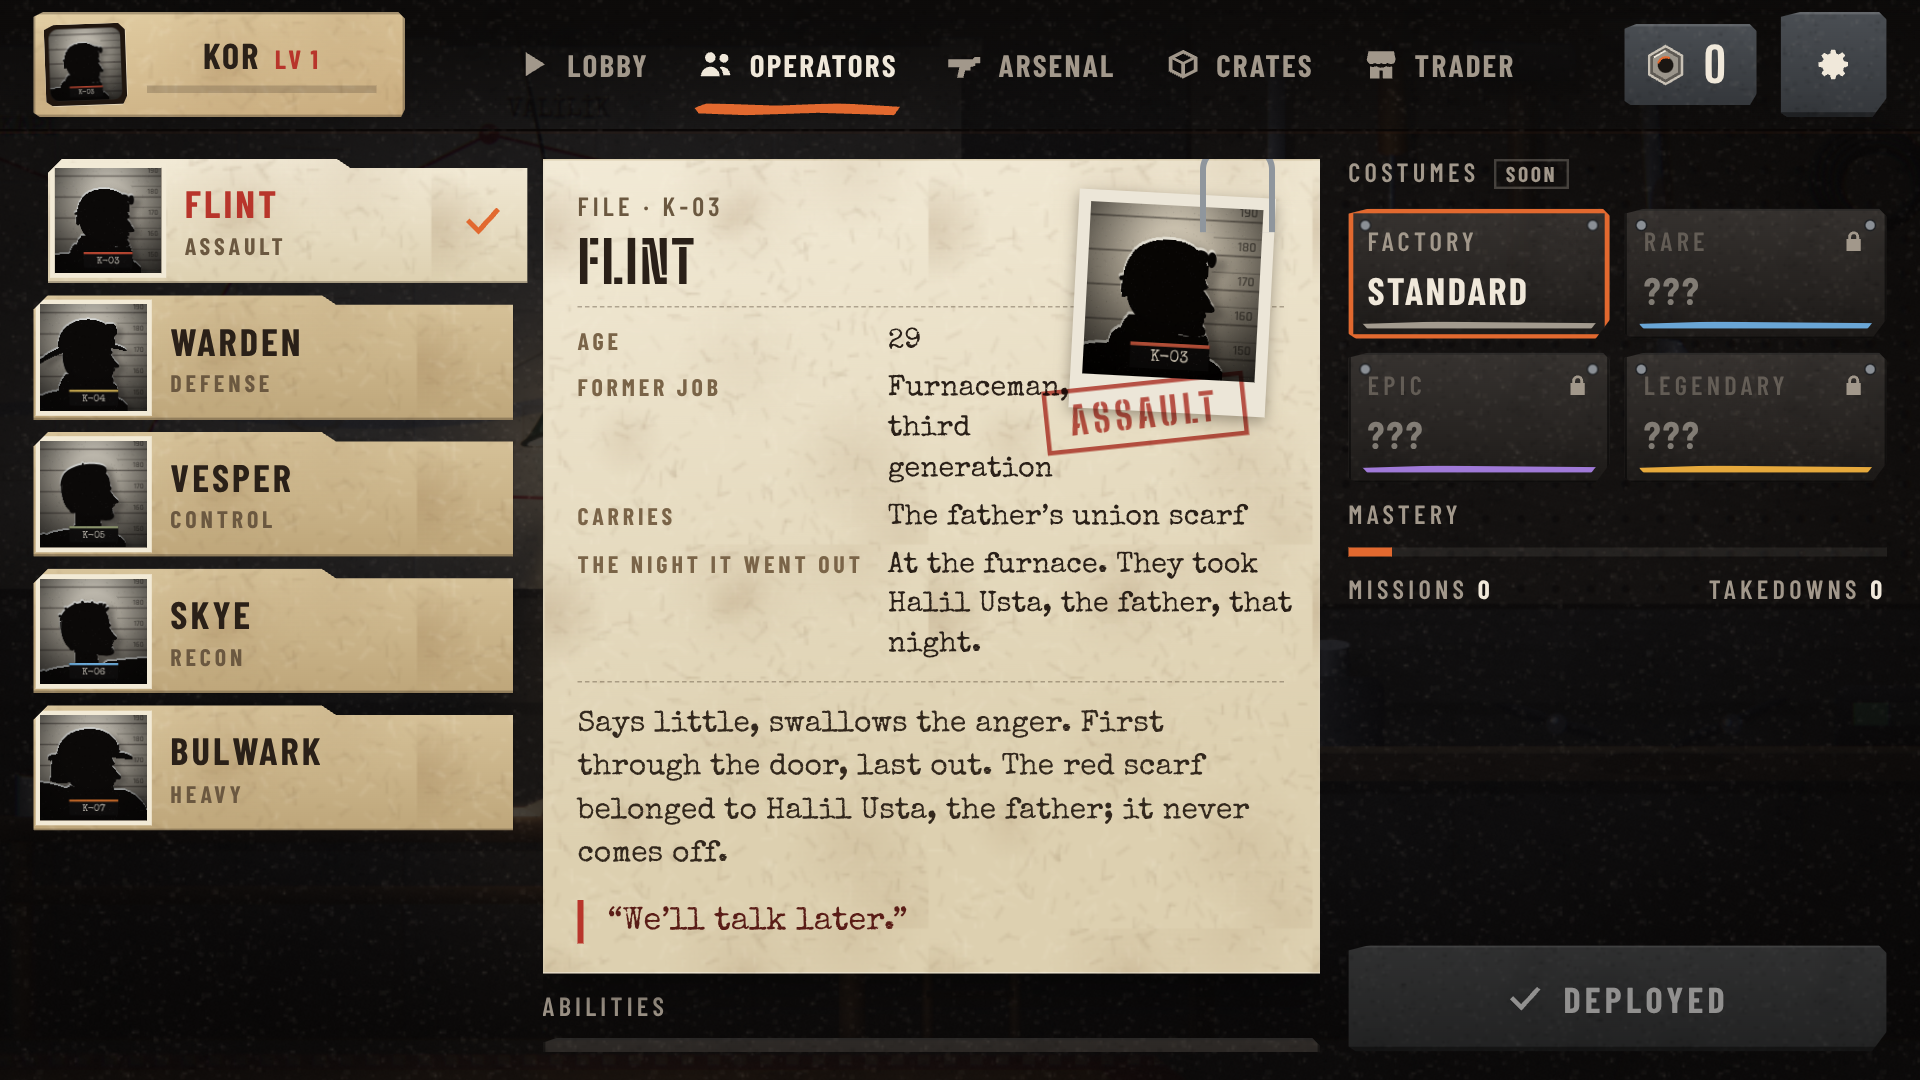 KOR LV 1
LOBBY
OPERATORS
ARSENAL
CRATES
TRADER
0
FLINT
ASSAULT
K-03
WARDEN
DEFENSE
K-04
VESPER
CONTROL
K-05
SKYE
RECON
K-06
BULWARK
HEAVY
K-07
FILE · K-03
FLINT
190
180
170
160
150
K-03
ASSAULT
AGE
29
FORMER JOB
Furnaceman,
third
generation
CARRIES
The father’s union scarf
THE NIGHT IT WENT OUT
At the furnace. They took
Halil Usta, the father, that
night.
Says little, swallows the anger. First
through the door, last out. The red scarf
belonged to Halil Usta, the father; it never
comes off.
“We’ll talk later.”
ABILITIES
COSTUMES SOON
FACTORY
STANDARD
RARE
???
EPIC
???
LEGENDARY
???
MASTERY
MISSIONS 0
TAKEDOWNS 0
DEPLOYED